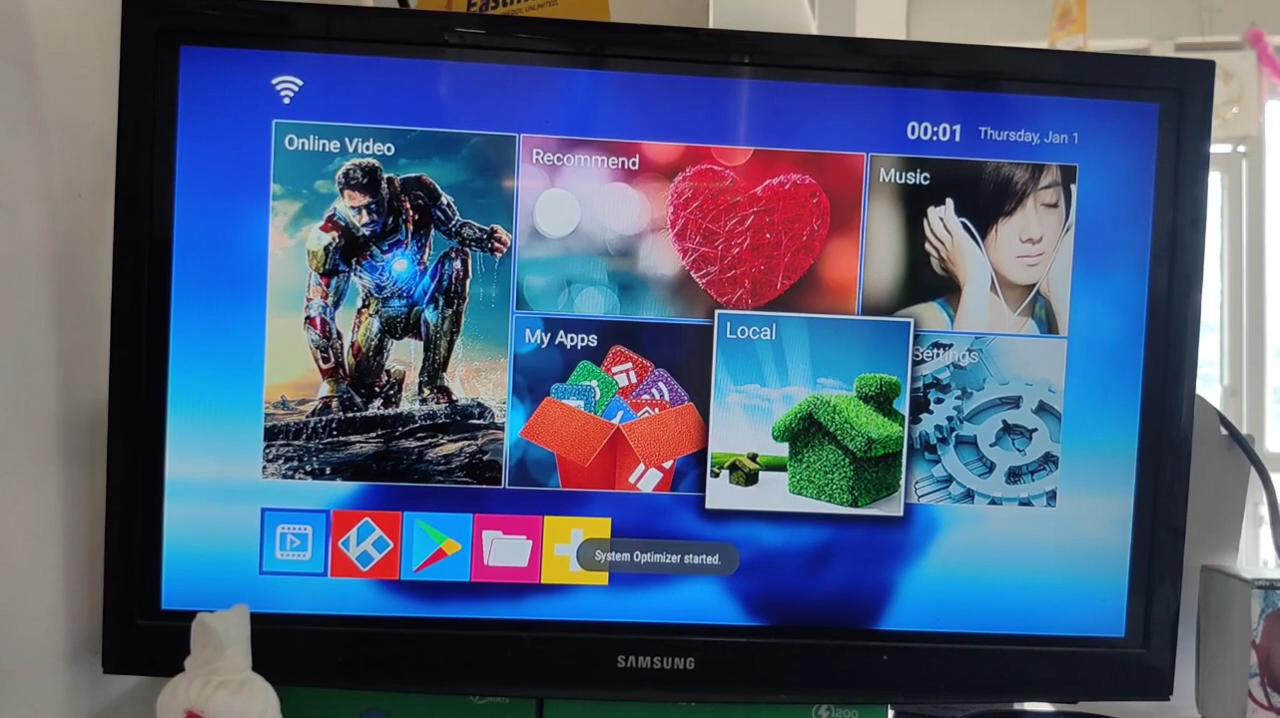 00:01 Thursday, Jan 1
Online Video
Recommend
Music
My Apps
Local
Settings
System Optimizer started.
SAMSUNG